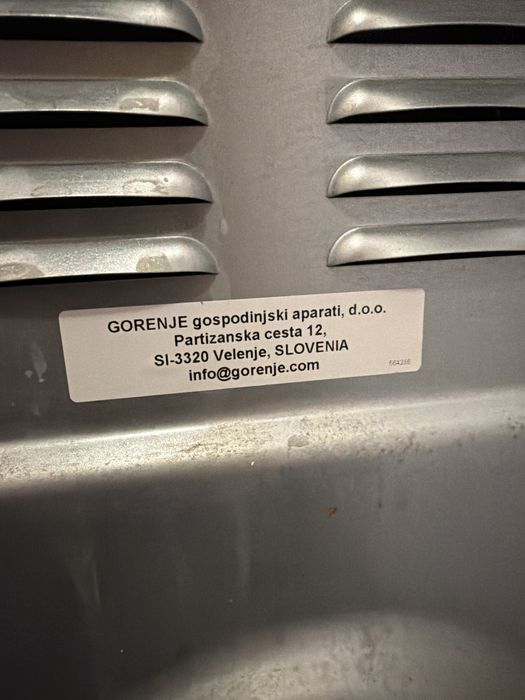 GORENJE gospodinjski aparati, d.o.o.
Partizanska cesta 12,
SI-3320 Velenje, SLOVENIA
info@gorenje.com